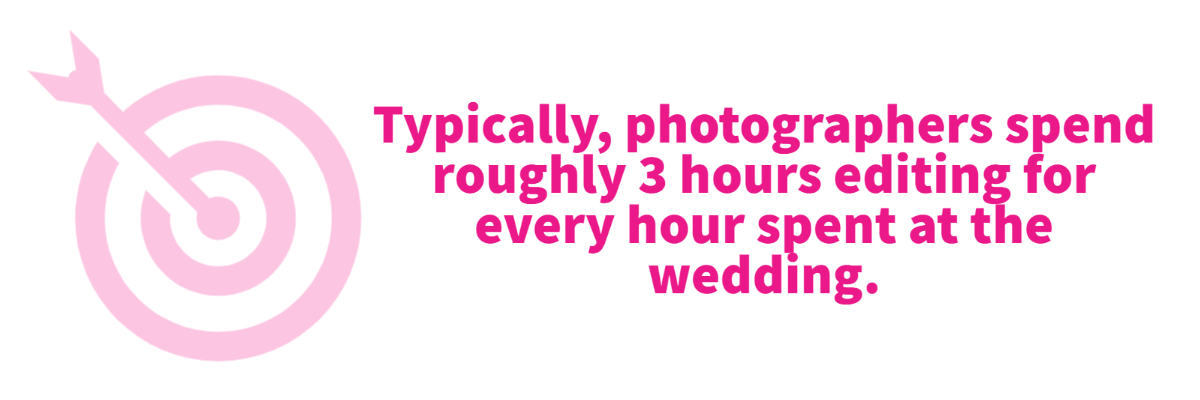 Typically, photographers spend
roughly 3 hours editing for
every hour spent at the
wedding.